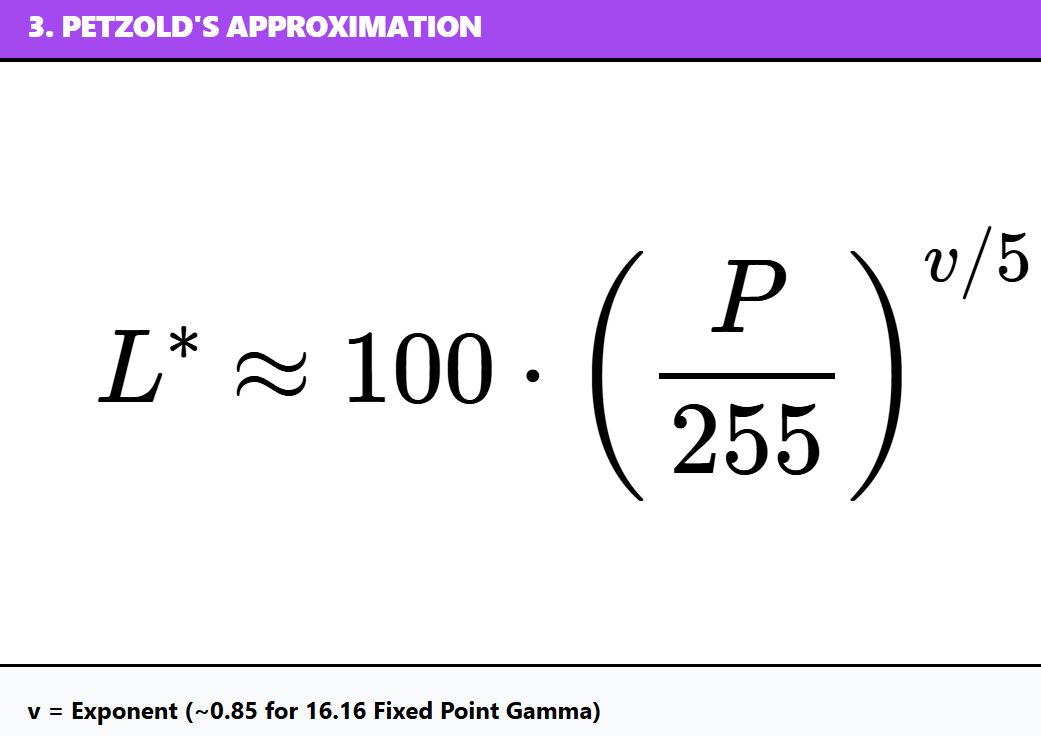 3. PETZOLD'S APPROXIMATION
L* ≈ 100 · (P/255)^{v/5}
v = Exponent (~0.85 for 16.16 Fixed Point Gamma)